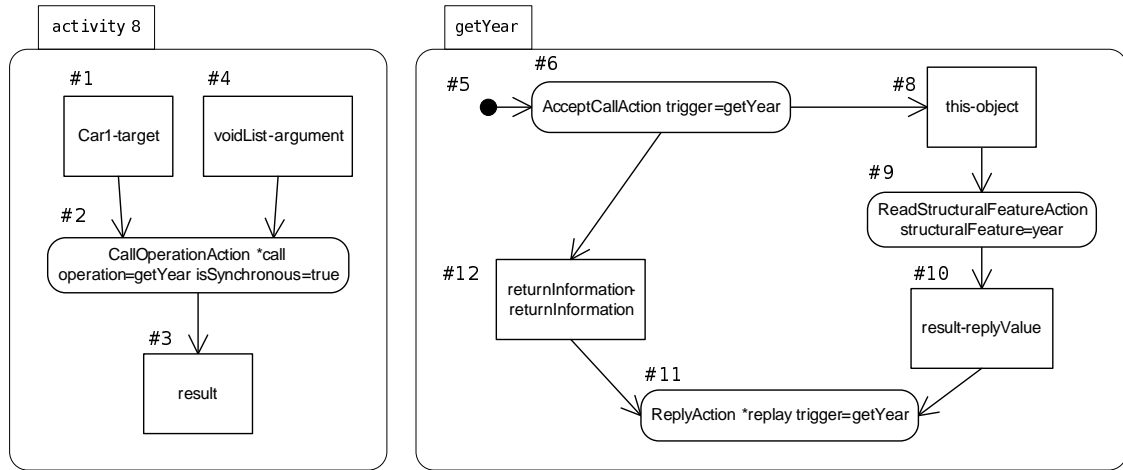 activity 8
#1
#4
Car1-target
voidList-argument
#2
CallOperationAction *call
operation=getYear isSynchronous=true
#3
result
getYear
#5
#6
AcceptCallAction trigger=getYear
#8
this-object
#9
ReadStructuralFeatureAction
structuralFeature=year
#12
returnInformation-
returnInformation
#10
result-replyValue
#11
ReplyAction *replay trigger=getYear